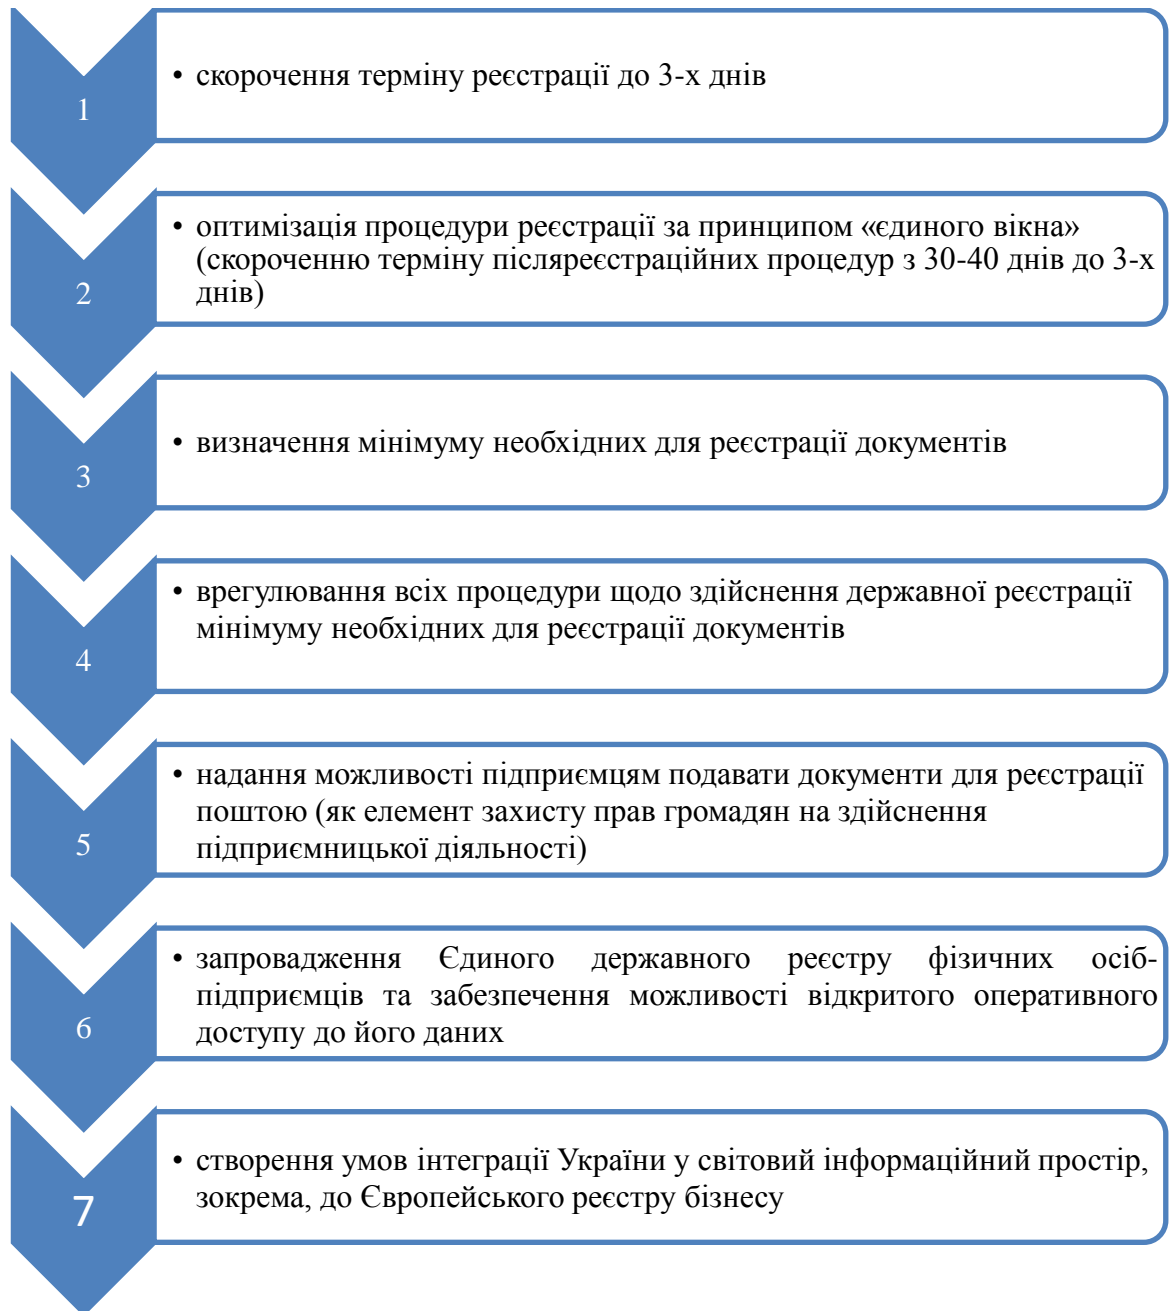 1
• скорочення терміну реєстрації до 3-х днів
2
• оптимізація процедури реєстрації за принципом «єдиного вікна»
(скороченню терміну післяреєстраційних процедур з 30-40 днів до 3-х
днів)
3
• визначення мінімуму необхідних для реєстрації документів
4
• врегулювання всіх процедури щодо здійснення державної реєстрації
мінімуму необхідних для реєстрації документів
5
• надання можливості підприємцям подавати документи для реєстрації
поштою (як елемент захисту прав громадян на здійснення
підприємницької діяльності)
6
• запровадження Єдиного державного реєстру фізичних осіб-
підприємців та забезпечення можливості відкритого оперативного
доступу до його даних
7
• створення умов інтеграції України у світовий інформаційний простір,
зокрема, до Європейського реєстру бізнесу